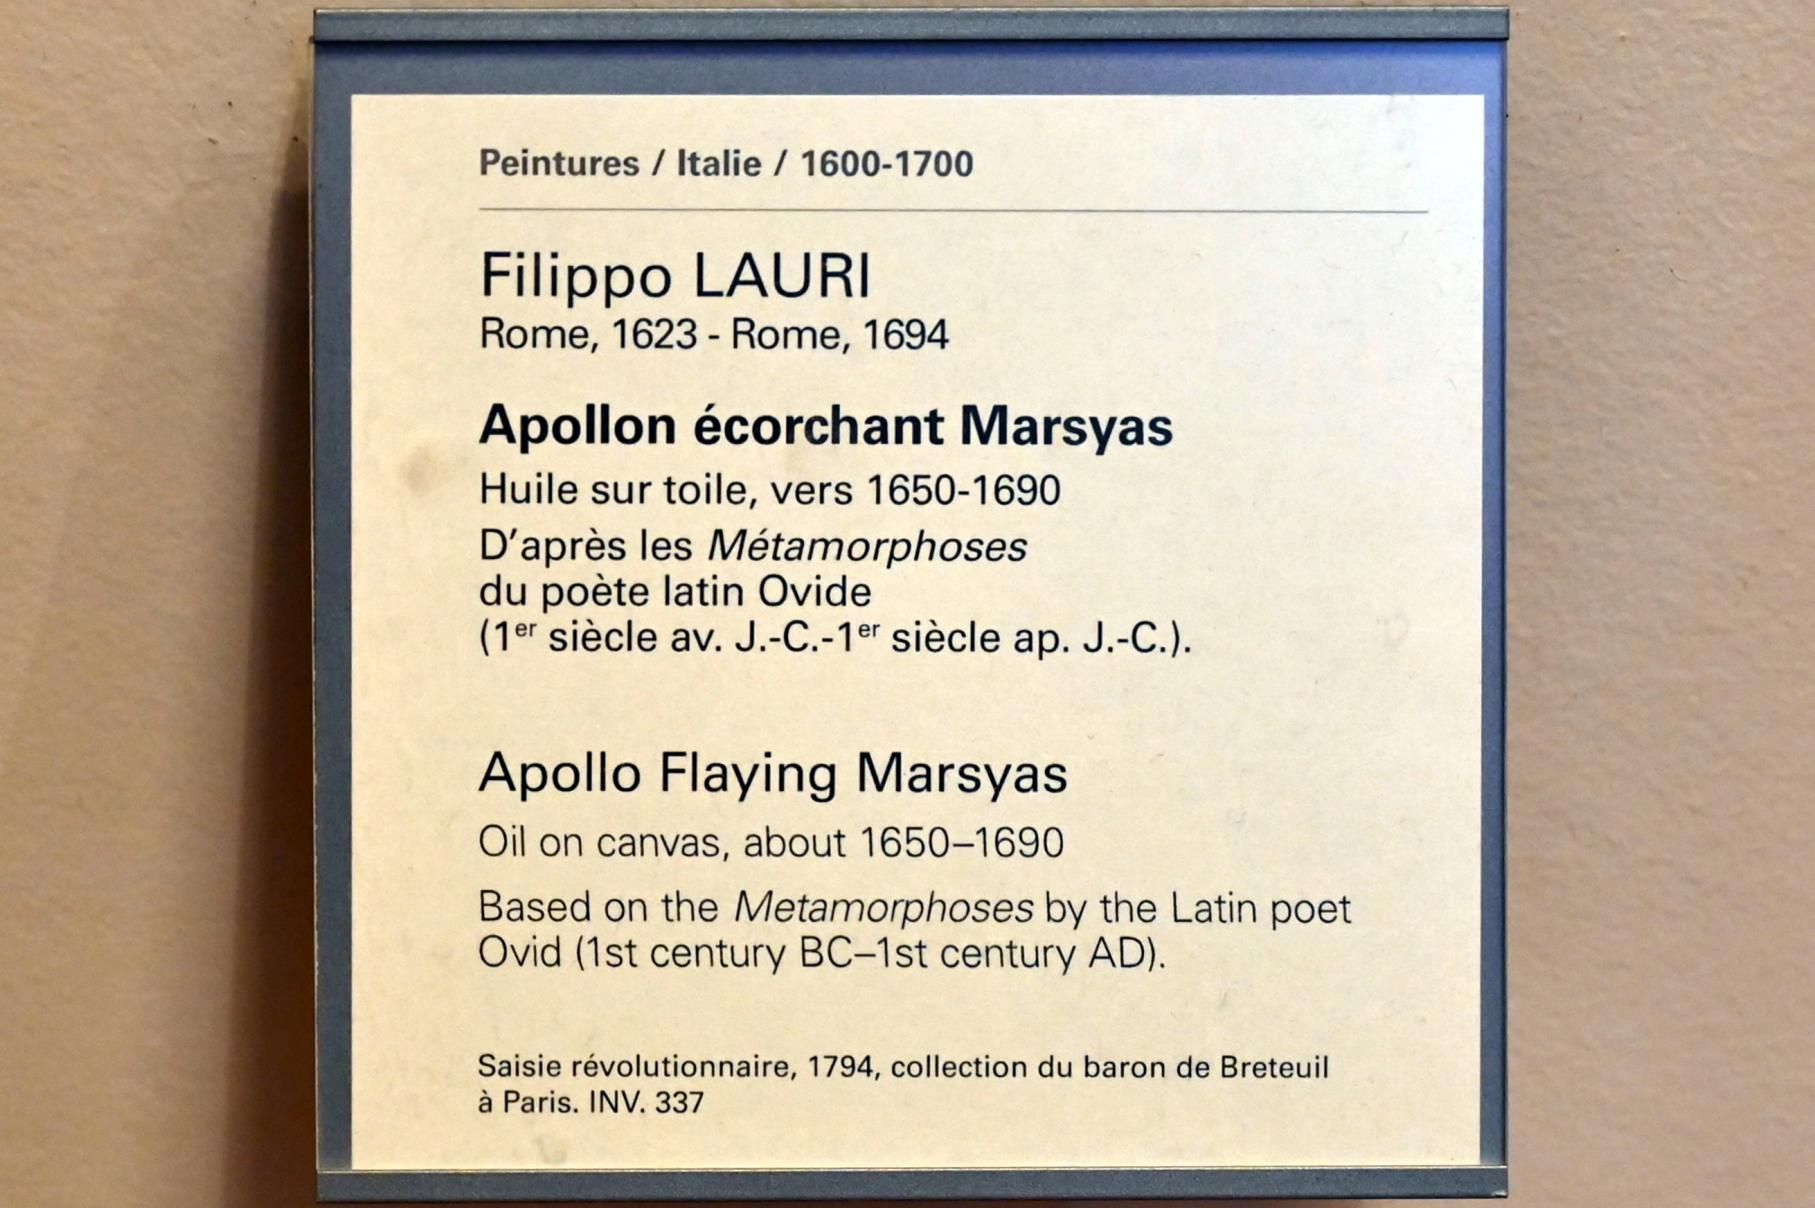 Peintures / Italie / 1600-1700
Filippo LAURI
Rome, 1623 - Rome, 1694
Apollon écorchant Marsyas
Huile sur toile, vers 1650-1690
D'après les Métamorphoses
du poète latin Ovide
(1er siècle av. J.-C.-1er siècle ap. J.-C.).
Apollo Flaying Marsyas
Oil on canvas, about 1650–1690
Based on the Metamorphoses by the Latin poet
Ovid (1st century BC–1st century AD).
Saisie révolutionnaire, 1794, collection du baron de Breteuil
à Paris. INV. 337